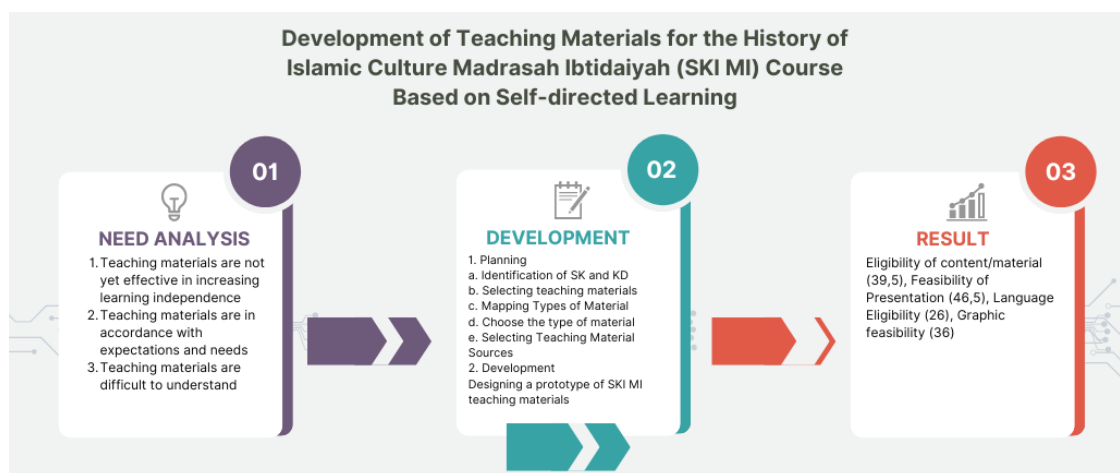 Development of Teaching Materials for the History of
Islamic Culture Madrasah Ibtidaiyah (SKI MI) Course
Based on Self-directed Learning
01
NEED ANALYSIS
1. Teaching materials are not
yet effective in increasing
learning independence
2. Teaching materials are in
accordance with
expectations and needs
3. Teaching materials are
difficult to understand
02
DEVELOPMENT
1. Planning
a. Identification of SK and KD
b. Selecting teaching materials
c. Mapping Types of Material
d. Choose the type of material
e. Selecting Teaching Material
Sources
2. Development
Designing a prototype of SKI MI
teaching materials
03
RESULT
Eligibility of content/material
(39,5), Feasibility of
Presentation (46,5), Language
Eligibility (26), Graphic
feasibility (36)